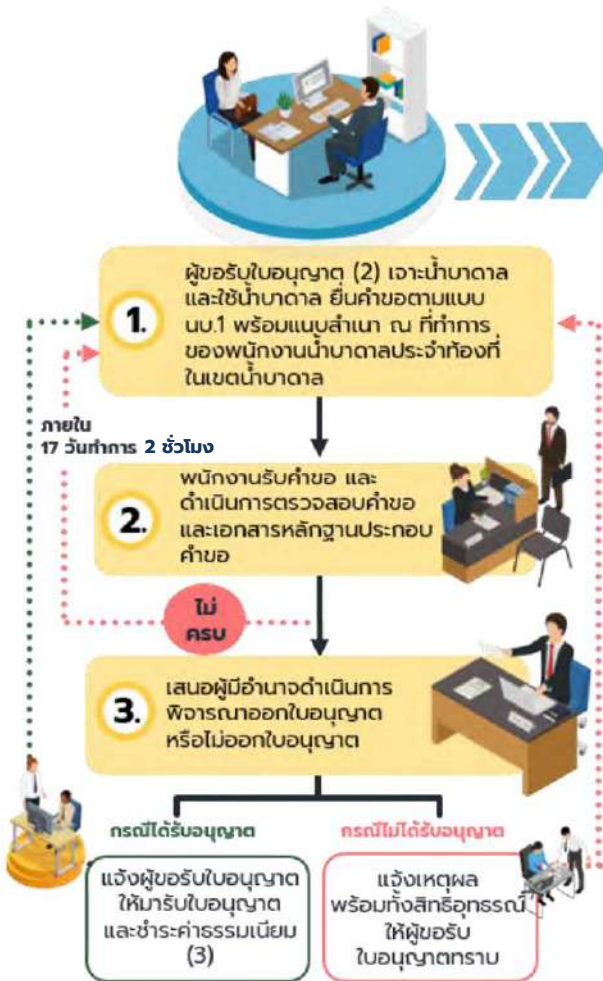 1.
ผู้ขอรับใบอนุญาต (2) เจาะน้ำบาดาล
และใช้น้ำบาดาล ยื่นคำขอตามแบบ
นบ.1 พร้อมแนบสำเนา ณ ที่ทำการ
ของพนักงานน้ำบาดาลประจำท้องที่
ในเขตน้ำบาดาล
ภายใน
17 วันทำการ 2 ชั่วโมง
2.
พนักงานรับคำขอ และ
ดำเนินการตรวจสอบคำขอ
และเอกสารหลักฐานประกอบ
คำขอ
ไม่
ครบ
3.
เสนอผู้มีอำนาจดำเนินการ
พิจารณาออกใบอนุญาต
หรือไม่ออกใบอนุญาต
กรณีได้รับอนุญาต
แจ้งผู้ขอรับใบอนุญาต
ให้มารับใบอนุญาต
และชำระค่าธรรมเนียม
(3)
กรณีไม่ได้รับอนุญาต
แจ้งเหตุผล
พร้อมทั้งสิทธิอุทธรณ์
ให้ผู้ขอรับ
ใบอนุญาตทราบ